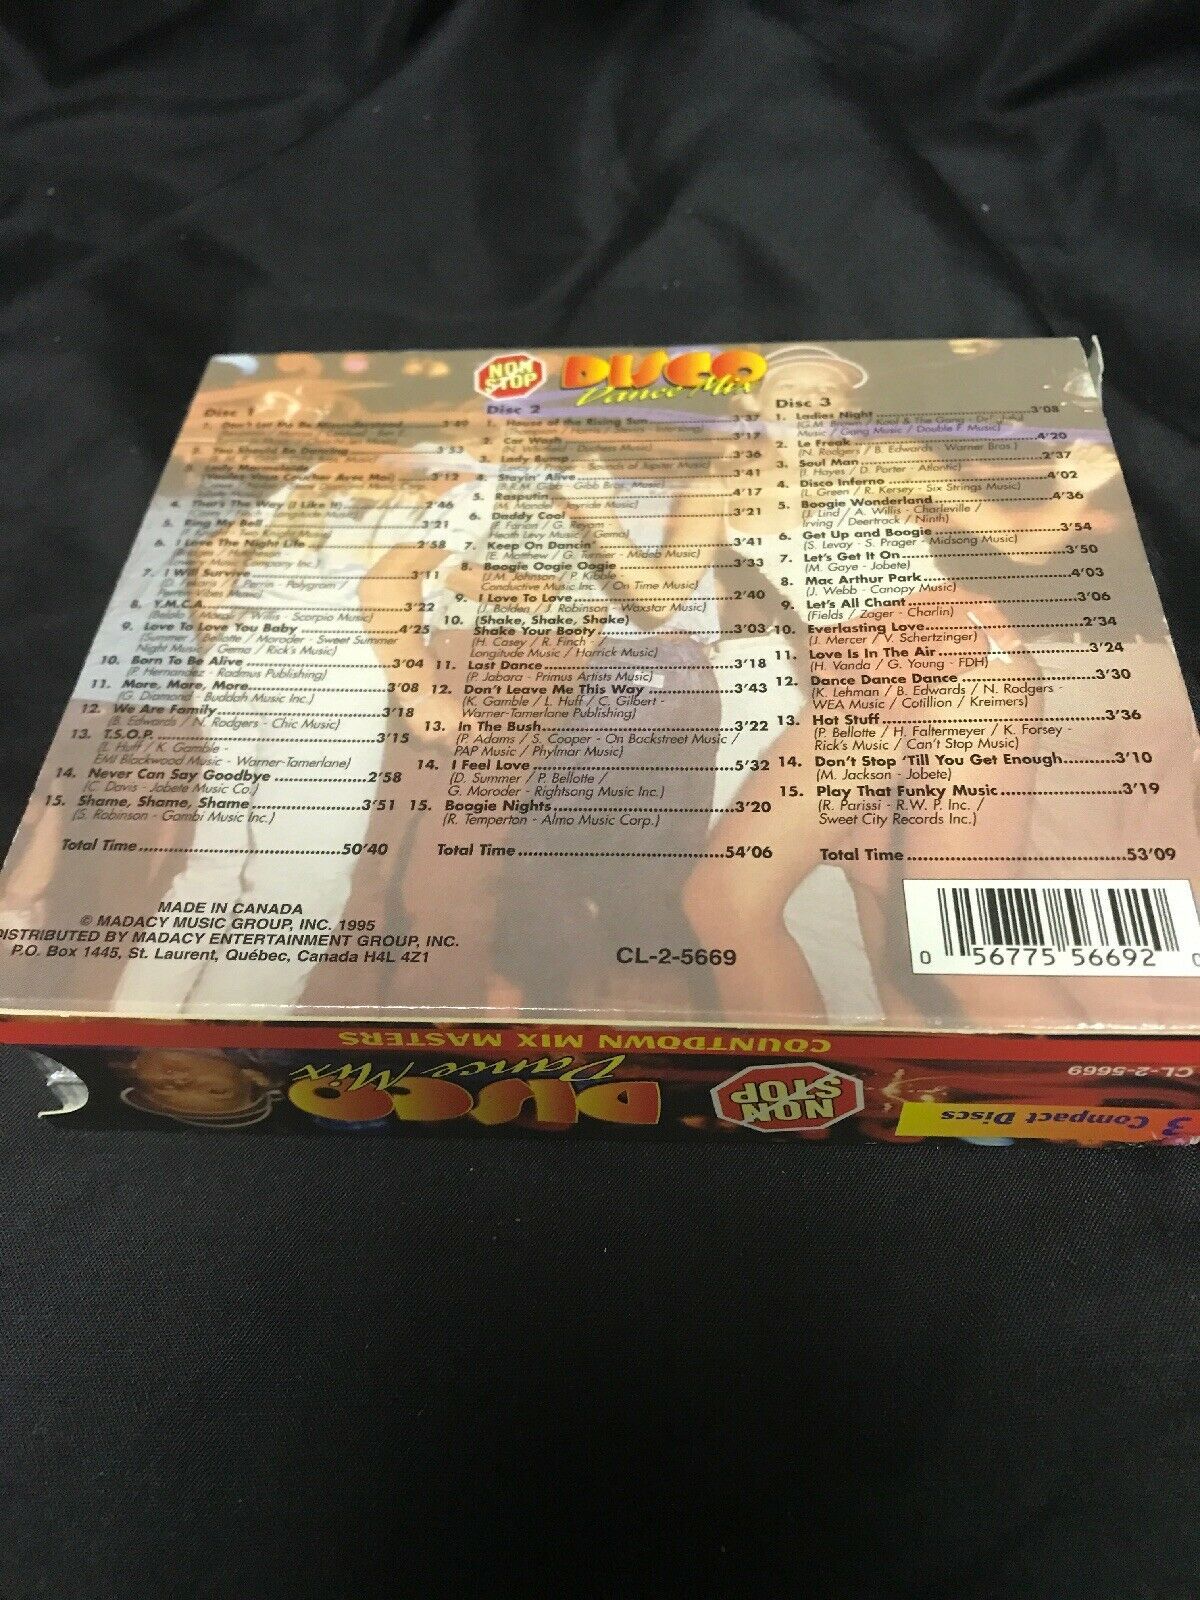 NON
STOP
DISCO
Dance Mix
Disc 1
3'49
3'53
Lady Marmalade
3'12
4. That's The Way (I Like It) 2'46
5. Ring My Bell 3'21
6. I Love The Night Life 2'58
7. I Will Survive 3'11
8. Y.M.C.A. 3'22
Willis - Scorpio Music)
9. Love To Love You Baby 4'25
(Summer / Bellotte / Moroder - Sweet Summer
Night Music / Gema / Rick's Music)
10. Born To Be Alive 3'04
(P. Hernandez - Radmus Publishing)
11. More, More, More 3'08
(G. Diamond - Buddah Music Inc.)
12. We Are Family 3'18
(B. Edwards / N. Rodgers - Chic Music)
13. T.S.O.P. 3'15
(L. Huff / K. Gamble -
EMI Blackwood Music - Warner-Tamerlane)
14. Never Can Say Goodbye 2'58
(C. Davis - Jobete Music Co.)
15. Shame, Shame, Shame 3'51
(S. Robinson - Gambi Music Inc.)
Total Time 50'40
Disc 2
1. House of the Rising Sun 3'37
2. Car Wash 3'17
3. Lady Bump 3'36
Sounds of Jupiter Music)
4. Stayin' Alive 3'41
5. Rasputin 4'17
6. Daddy Cool 3'21
(F. Farian / G. Reyam
Heath Levy Music / Gema)
7. Keep On Dancin' 3'41
(E. Matthew / G. Turner -
8. Boogie Oogie Oogie 3'33
(J.M. Johnson / P. Kibble
Conductive Music Inc. / On Time Music)
9. I Love To Love 2'40
(J. Bolden / J. Robinson - Waxstar Music)
10. (Shake, Shake, Shake)
Shake Your Booty 3'03
(H. Casey / R. Finch -
Longitude Music / Harrick Music)
11. Last Dance 3'18
(P. Jabara - Primus Artists Music)
12. Don't Leave Me This Way 3'43
(K. Gamble / L. Huff / C. Gilbert -
Warner-Tamerlane Publishing)
13. In The Bush 3'22
(P. Adams / S. Cooper - On Backstreet Music /
PAP Music / Phylmar Music)
14. I Feel Love 5'32
(D. Summer / P. Bellotte /
G. Moroder - Rightsong Music Inc.)
15. Boogie Nights 3'20
(R. Temperton - Almo Music Corp.)
Total Time 54'06
Disc 3
1. Ladies Night 3'08
Music / Gang Music / Double F. Music)
2. Le Freak 4'20
(N. Rodgers / B. Edwards - Warner Bros.)
3. Soul Man 2'37
(I. Hayes / D. Porter - Atlantic)
4. Disco Inferno 4'02
(L. Green / R. Kersey - Six Strings Music)
5. Boogie Wonderland 4'36
(J. Lind / A. Willis - Charleville /
Irving / Deertrack / Ninth)
6. Get Up and Boogie 3'54
(S. Levay - S. Prager - Midsong Music)
7. Let's Get It On 3'50
(M. Gaye - Jobete)
8. Mac Arthur Park 4'03
(J. Webb - Canopy Music)
9. Let's All Chant 3'06
(Fields / Zager - Charlin)
10. Everlasting Love 2'34
(J. Mercer / V. Schertzinger)
11. Love Is In The Air 3'24
(H. Vanda / G. Young - FDH)
12. Dance Dance Dance 3'30
(K. Lehman / B. Edwards / N. Rodgers -
WEA Music / Cotillion / Kreimers)
13. Hot Stuff 3'36
(P. Bellotte / H. Faltermeyer / K. Forsey -
Rick's Music / Can't Stop Music)
14. Don't Stop 'Till You Get Enough 3'10
(M. Jackson - Jobete)
15. Play That Funky Music 3'19
(R. Parissi - R.W. P. Inc. /
Sweet City Records Inc.)
Total Time 53'09
MADE IN CANADA
© MADACY MUSIC GROUP, INC. 1995
DISTRIBUTED BY MADACY ENTERTAINMENT GROUP, INC.
P.O. Box 1445, St. Laurent, Québec, Canada H4L 4Z1
CL-2-5669
0 56775 56692 0
COUNTDOWN MIX MASTERS
CL-2-5669
3 Compact Discs
NON
STOP
DISCO
Dance Mix